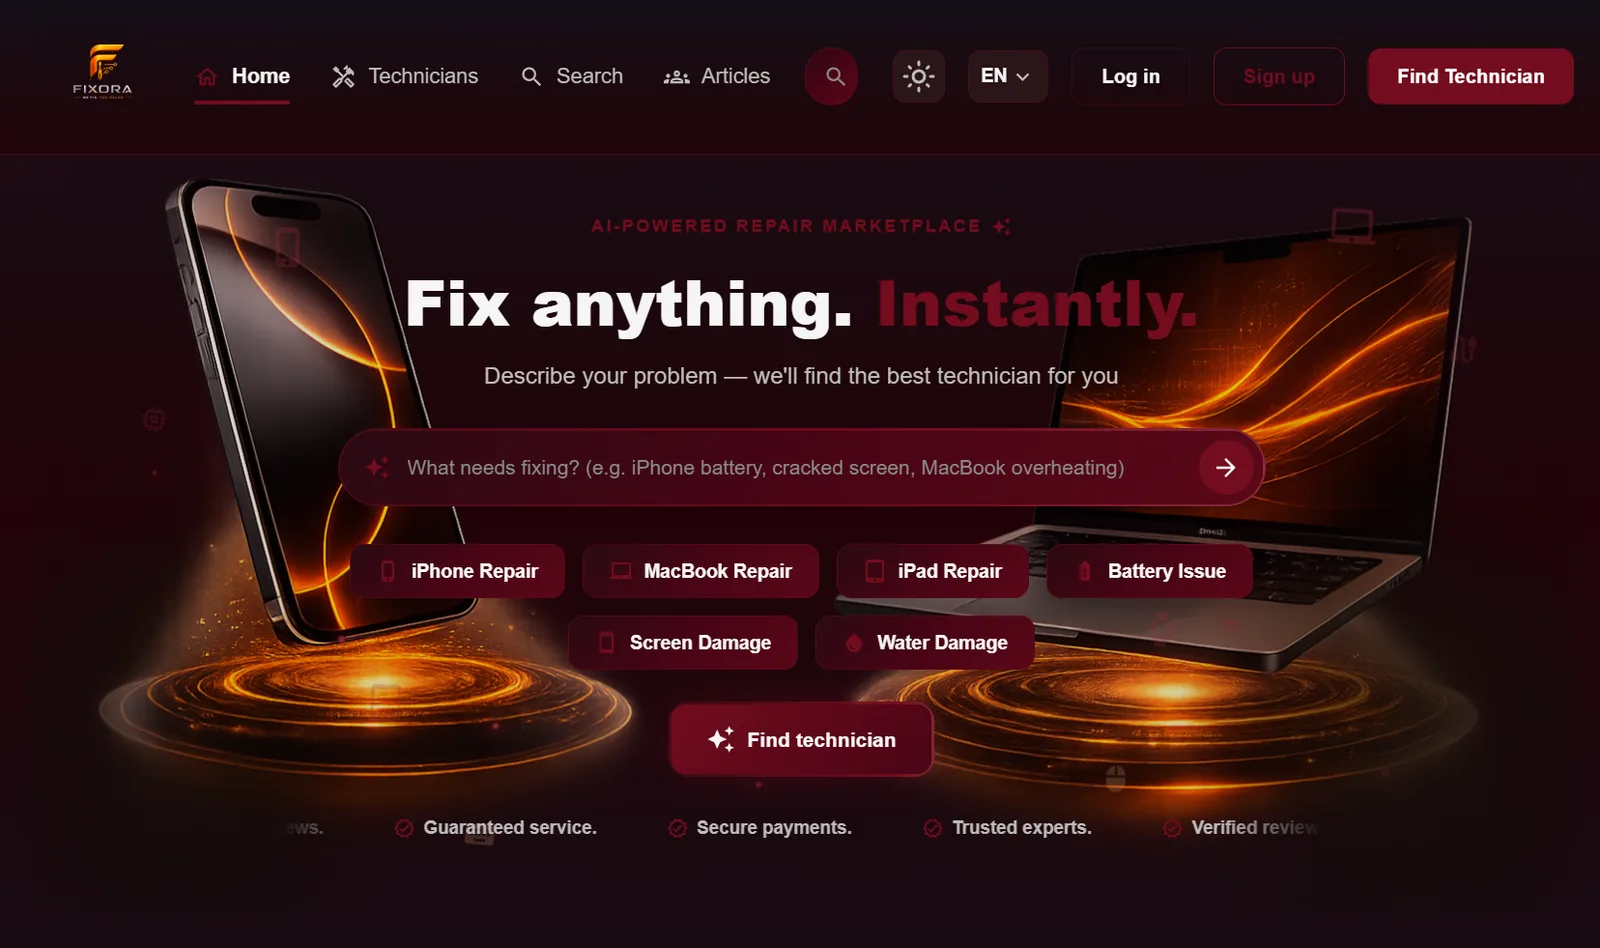 FIXORA
Home
Technicians
Search
Articles
EN
Log in
Sign up
Find Technician
AI-POWERED REPAIR MARKETPLACE
Fix anything. Instantly.
Describe your problem — we'll find the best technician for you
What needs fixing? (e.g. iPhone battery, cracked screen, MacBook overheating)
iPhone Repair
MacBook Repair
iPad Repair
Battery Issue
Screen Damage
Water Damage
Find technician
ews.
Guaranteed service.
Secure payments.
Trusted experts.
Verified review